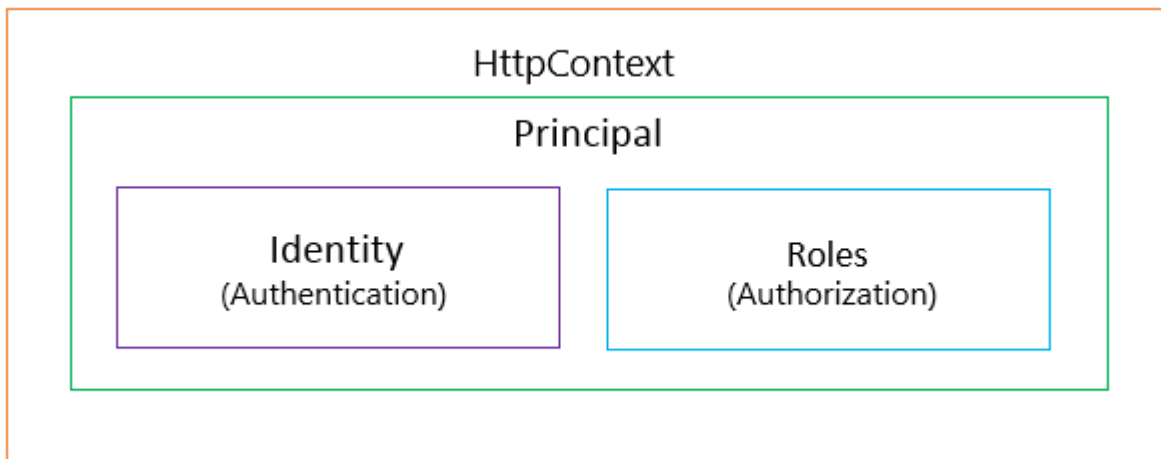 HttpContext
Principal
Identity
(Authentication)
Roles
(Authorization)